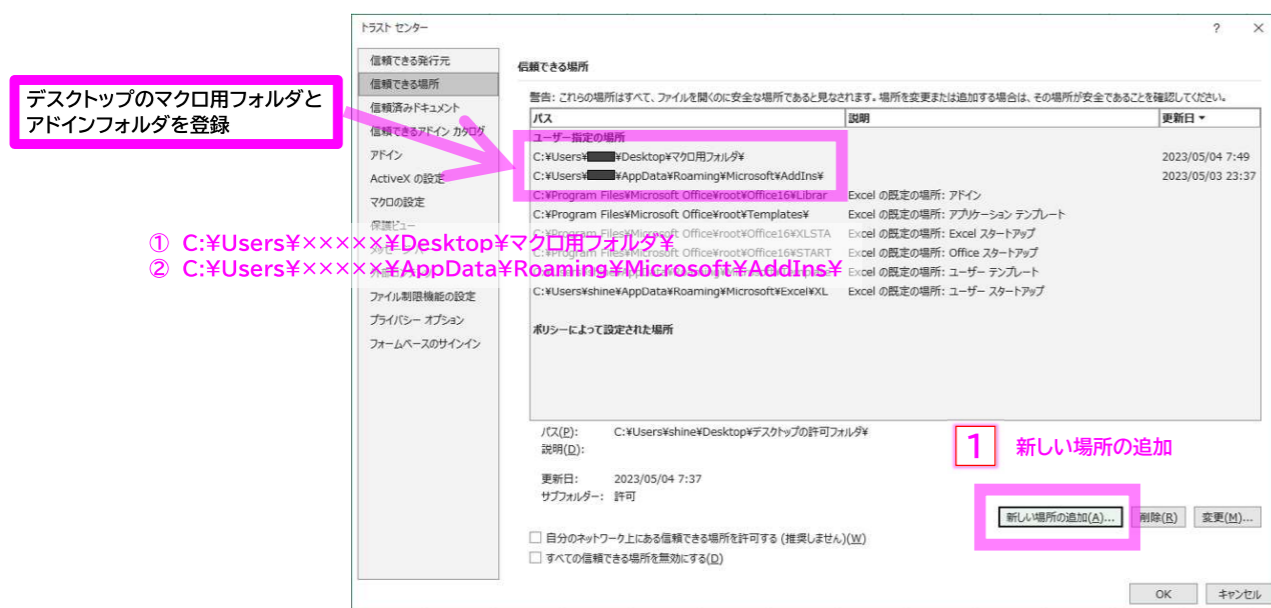 トラスト センター
? ×
信頼できる発行元
信頼できる場所
信頼済みドキュメント
信頼できるアドイン カタログ
アドイン
ActiveX の設定
マクロの設定
保護ビュー
ファイル制限機能の設定
プライバシー オプション
フォームベースのサインイン
デスクトップのマクロ用フォルダと
アドインフォルダを登録
信頼できる場所
警告: これらの場所はすべて、ファイルを開くのに安全な場所であると見なされます。場所を変更または追加する場合は、その場所が安全であることを確認してください。
パス 説明 更新日
ユーザー指定の場所
C:¥Users¥ ¥Desktop¥マクロ用フォルダ¥ 2023/05/04 7:49
C:¥Users¥ ¥AppData¥Roaming¥Microsoft¥AddIns¥ 2023/05/03 23:37
C:¥Program Files¥Microsoft Office¥root¥Office16¥Librar Excel の既定の場所: アドイン
C:¥Program Files¥Microsoft Office¥root¥Templates¥ Excel の既定の場所: アプリケーション テンプレート
C:¥Program Files¥Microsoft Office¥root¥Office16¥XLSTA Excel の既定の場所: Excel スタートアップ
C:¥Program Files¥Microsoft Office¥root¥Office16¥START Excel の既定の場所: Office スタートアップ
Excel の既定の場所: ユーザー テンプレート
C:¥Users¥shine¥AppData¥Roaming¥Microsoft¥Excel¥XL Excel の既定の場所: ユーザー スタートアップ
① C:¥Users¥×××××¥Desktop¥マクロ用フォルダ¥
② C:¥Users¥×××××¥AppData¥Roaming¥Microsoft¥AddIns¥
ポリシーによって設定された場所
パス(P): C:¥Users¥shine¥Desktop¥デスクトップの許可フォルダ¥
説明(D):
更新日: 2023/05/04 7:37
サブフォルダー: 許可
1 新しい場所の追加
新しい場所の追加(A)... 削除(R) 変更(M)...
自分のネットワーク上にある信頼できる場所を許可する (推奨しません)(W)
すべての信頼できる場所を無効にする(D)
OK キャンセル